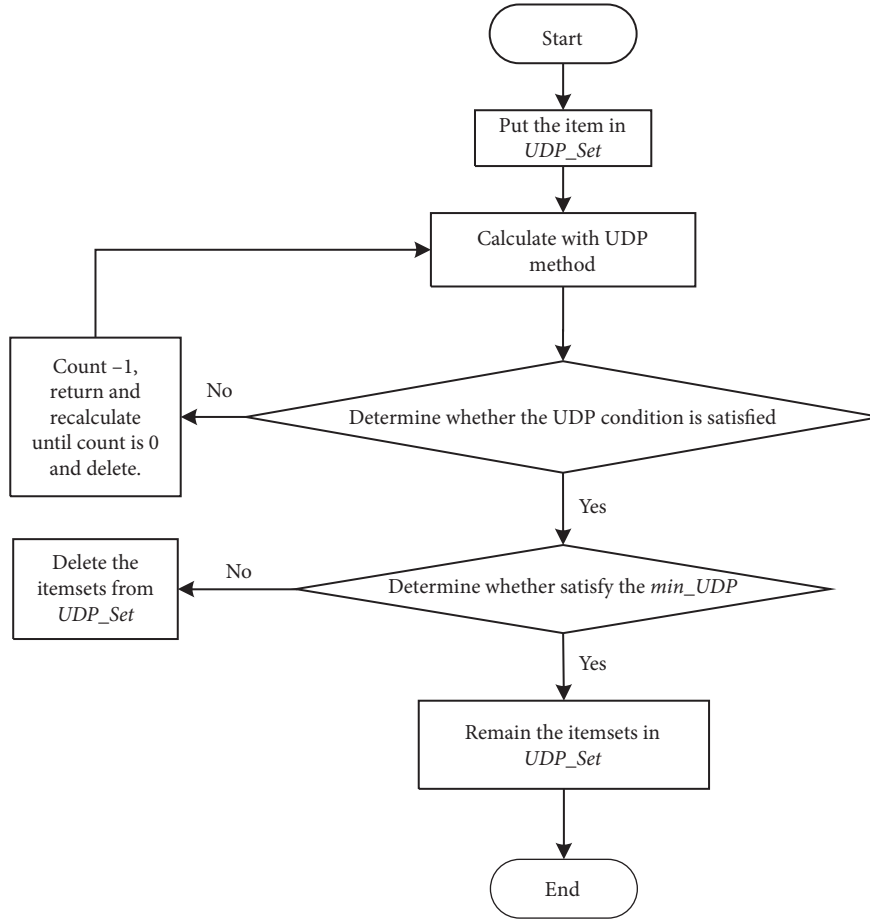 Start
Put the item in
UDP_Set
Calculate with UDP
method
Count –1,
return and
recalculate
until count is 0
and delete.
No
Determine whether the UDP condition is satisfied
Yes
Delete the
itemsets from
UDP_Set
No
Determine whether satisfy the min_UDP
Yes
Remain the itemsets in
UDP_Set
End